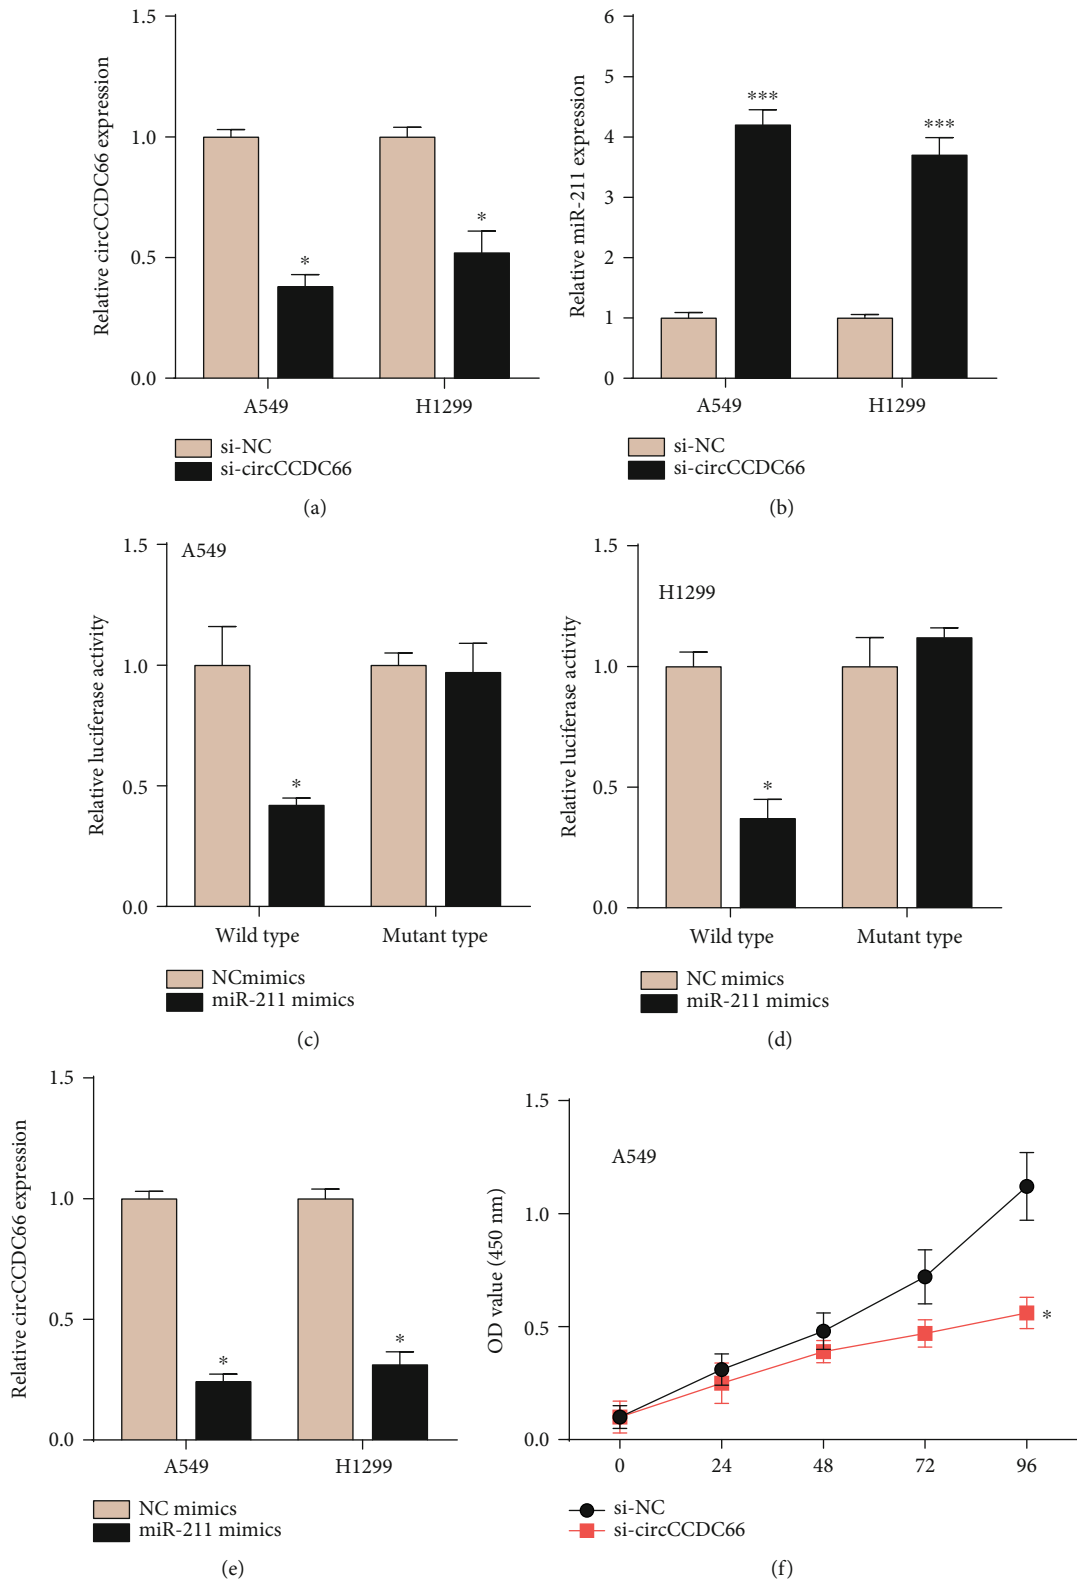 1.5
1.0
0.5
0.0
Relative circCCDC66 expression
*
*
A549 H1299
si-NC
si-circCCDC66
(a)
6
5
4
3
2
1
0
Relative miR-211 expression
***
***
A549 H1299
si-NC
si-circCCDC66
(b)
1.5
1.0
0.5
0.0
Relative luciferase activity
A549
*
Wild type Mutant type
NCmimics
miR-211 mimics
(c)
1.5
1.0
0.5
0.0
Relative luciferase activity
H1299
*
Wild type Mutant type
NC mimics
miR-211 mimics
(d)
1.5
1.0
0.5
0.0
Relative circCCDC66 expression
*
*
A549 H1299
NC mimics
miR-211 mimics
(e)
1.5
1.0
0.5
0.0
OD value (450 nm)
A549
*
0 24 48 72 96
si-NC
si-circCCDC66
(f)